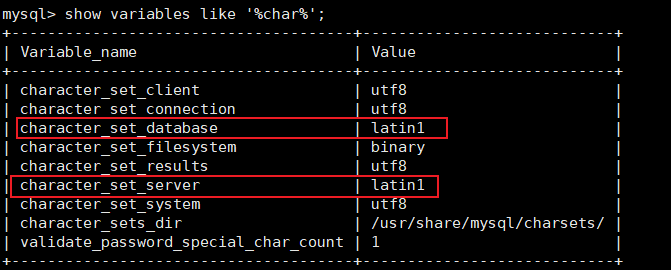 mysql> show variables like '%char%';
+--------------------------------------+----------------------------+
| Variable_name | Value |
+--------------------------------------+----------------------------+
| character_set_client | utf8 |
| character_set_connection | utf8 |
| character_set_database | latin1 |
| character_set_filesystem | binary |
| character_set_results | utf8 |
| character_set_server | latin1 |
| character_set_system | utf8 |
| character_sets_dir | /usr/share/mysql/charsets/ |
| validate_password_special_char_count | 1 |
+--------------------------------------+----------------------------+